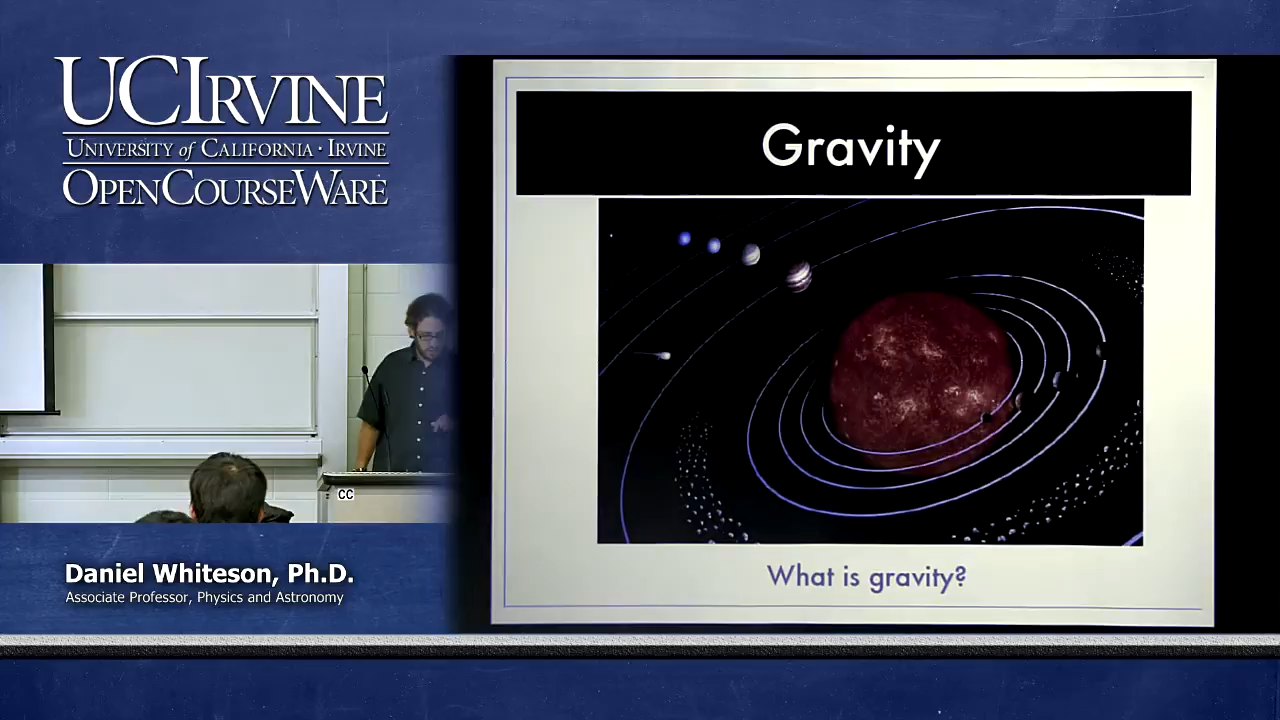 UCIRVINE
UNIVERSITY of CALIFORNIA · IRVINE
OPENCOURSEWARE
CC
Daniel Whiteson, Ph.D.
Associate Professor, Physics and Astronomy
Gravity
What is gravity?